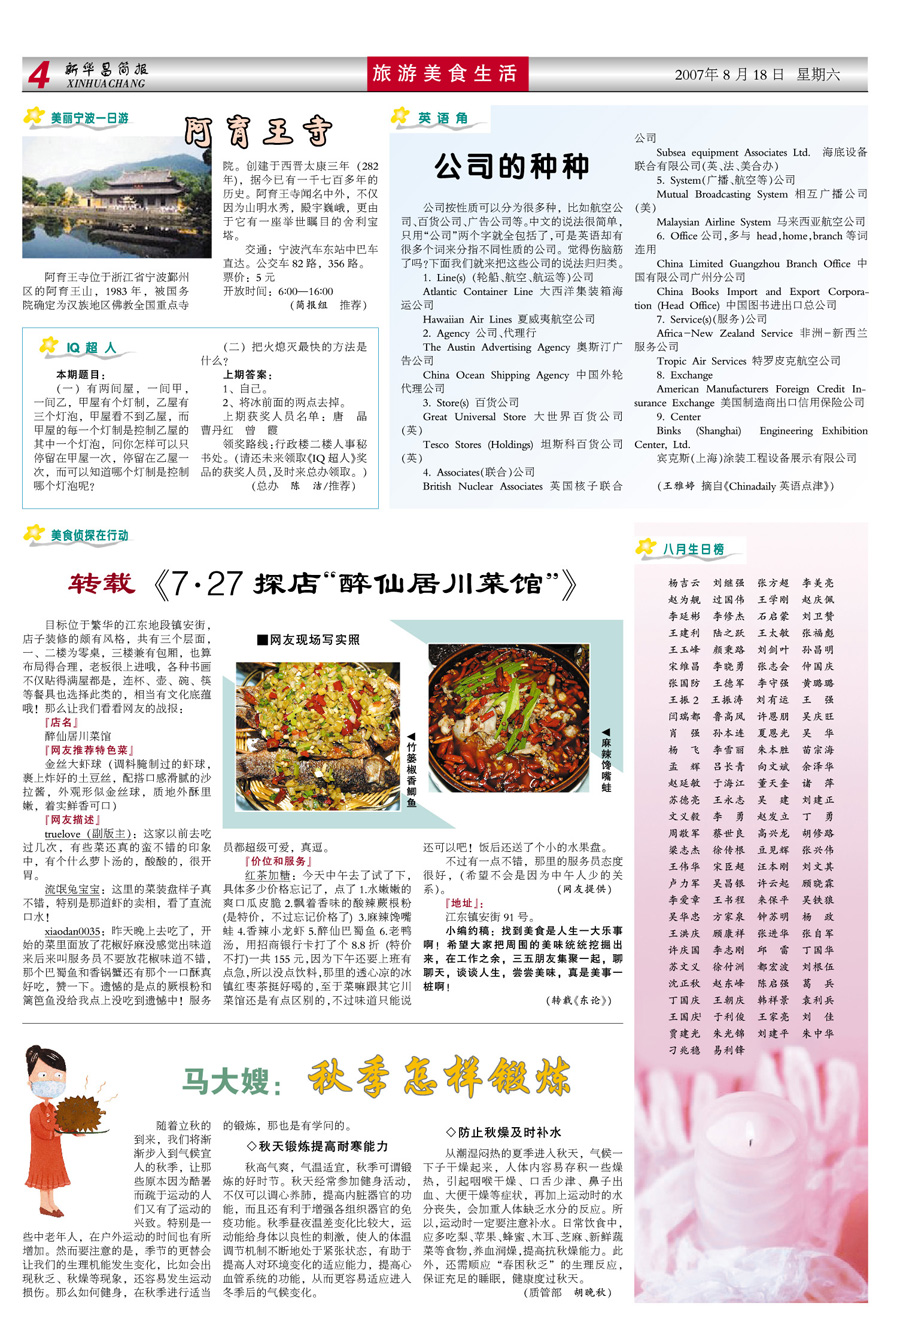 4
新华昌简报
XINHUACHANG
旅游美食生活
2007年8月18日 星期六
美丽宁波一日游
阿育王寺
阿育王寺位于浙江省宁波鄞州
区的阿育王山，1983 年，被国务
院确定为汉族地区佛教全国重点寺
院。创建于西晋太康三年（282
年)，据今已有一千七百多年的
历史。阿育王寺闻名中外，不仅
因为山明水秀，殿宇巍峨，更由
于它有一座举世瞩目的舍利宝
塔。
交通：宁波汽车东站中巴车
直达。公交车 82 路，356 路。
票价：5 元
开放时间：6:00—16:00
（简报组 推荐）
IQ 超 人
本期题目：
（一）有两间屋，一间甲，
一间乙，甲屋有个灯制，乙屋有
三个灯泡，甲屋看不到乙屋，而
甲屋的每一个灯制是控制乙屋的
其中一个灯泡，问你怎样可以只
停留在甲屋一次，停留在乙屋一
次，而可以知道哪个灯制是控制
哪个灯泡呢？
（二）把火熄灭最快的方法是
什么？
上期答案：
1、自己。
2、将冰前面的两点去掉。
上期获奖人员名单：唐 晶
曹丹红 曾 霞
领奖路线：行政楼二楼人事秘
书处。（请还未来领取《IQ 超人》奖
品的获奖人员，及时来总办领取。）
（总办 陈 洁/推荐）
英 语 角
公司的种种
公司按性质可以分为很多种，比如航空公
司、百货公司、广告公司等。中文的说法很简单，
只用“公司”两个字就全包括了，可是英语却有
很多个词来分指不同性质的公司。觉得伤脑筋
了吗？下面我们就来把这些公司的说法归归类。
1. Line(s)（轮船、航空、航运等）公司
Atlantic Container Line 大西洋集装箱海
运公司
Hawaiian Air Lines 夏威夷航空公司
2. Agency 公司、代理行
The Austin Advertising Agency 奥斯汀广
告公司
China Ocean Shipping Agency 中国外轮
代理公司
3. Store(s) 百货公司
Great Universal Store 大世界百货公司
(英)
Tesco Stores (Holdings) 坦斯科百货公司
(英)
4. Associates(联合)公司
British Nuclear Associates 英国核子联合
公司
Subsea equipment Associates Ltd. 海底设备
联合有限公司(英、法、美合办)
5. System(广播、航空等)公司
Mutual Broadcasting System 相互广播公司
(美)
Malaysian Airline System 马来西亚航空公司
6. Office 公司，多与 head,home,branch 等词
连用
China Limited Guangzhou Branch Office 中
国有限公司广州分公司
China Books Import and Export Corpora-
tion (Head Office) 中国图书进出口总公司
7. Service(s)(服务)公司
Africa-New Zealand Service 非洲-新西兰
服务公司
Tropic Air Services 特罗皮克航空公司
8. Exchange
American Manufacturers Foreign Credit In-
surance Exchange 美国制造商出口信用保险公司
9. Center
Binks (Shanghai) Engineering Exhibition
Center, Ltd.
宾克斯(上海)涂装工程设备展示有限公司
(王雅婷 摘自《Chinadaily 英语点津》)
美食侦探在行动
转载《7·27 探店“醉仙居川菜馆”》
目标位于繁华的江东地段镇安街，
店子装修的颇有风格，共有三个层面，
一、二楼为零桌，三楼兼有包厢，也算
布局得合理，老板很上进哦，各种书画
不仅贴得满屋都是，连杯、壶、碗、筷
等餐具也选择此类的，相当有文化底蕴
哦！那么让我们看看网友的战报：
『店名』
醉仙居川菜馆
『网友推荐特色菜』
金丝大虾球（调料腌制过的虾球，
裹上炸好的土豆丝，配搭口感滑腻的沙
拉酱，外观形似金丝球，质地外酥里
嫩，着实鲜香可口）
『网友描述』
truelove（副版主)：这家以前去吃
过几次，有些菜还真的蛮不错的印象
中，有个什么萝卜汤的，酸酸的，很开
胃。
流氓兔宝宝：这里的菜装盘样子真
不错，特别是那道虾的卖相，看了直流
口水！
xiaodan0035：昨天晚上去吃了，开
始的菜里面放了花椒好麻没感觉出味道
来后来叫服务员不要放花椒味道不错，
那个巴蜀鱼和香锅蟹还有那个一口酥真
好吃，赞一下。遗憾的是点的蕨根粉和
篱笆鱼没给我点上没吃到遗憾中！服务
■网友现场写实照
◀竹篓椒香鲫鱼
◀麻辣馋嘴蛙
员都超级可爱，真逗。
『价位和服务』
红茶加糖：今天中午去了试了下，
具体多少价格忘记了，点了 1.水嫩嫩的
爽口瓜皮脆 2.飘着香味的酸辣蕨根粉
(是特价，不过忘记价格了) 3.麻辣馋嘴
蛙 4.香辣小龙虾 5.醉仙巴蜀鱼 6.老鸭
汤，用招商银行卡打了个 8.8 折（特价
不打)一共 155 元，因为下午还要上班有
点急，所以没点饮料，那里的透心凉的冰
镇红枣茶挺好喝的，至于菜嘛跟其它川
菜馆还是有点区别的，不过味道只能说
还可以吧！饭后还送了个小的水果盘。
不过有一点不错，那里的服务员态度
很好，(希望不会是因为中午人少的关
系)。 （网友提供）
『地址』：
江东镇安街 91 号。
小编约稿：找到美食是人生一大乐事
啊！希望大家把周围的美味统统挖掘出
来，在工作之余，三五朋友集聚一起，聊
聊天，谈谈人生，尝尝美味，真是美事一
桩啊！
（转载《东论》）
八月生日榜
杨吉云 刘继强 张方超 李美亮
赵为舰 过国伟 王学刚 赵庆佩
李延彬 李修杰 石启蒙 刘卫赞
王建利 陆之跃 王太敏 张福彪
王玉峰 颜秉路 刘剑叶 孙昌明
宋维昌 李晓勇 张志会 仲国庆
张国防 王德军 李守强 黄璐璐
王振 2 王振涛 刘有运 王 强
闫瑞都 鲁高凤 许恩朋 吴庆旺
肖 强 孙本连 夏恩光 吴 华
杨 飞 李雪丽 朱本胜 苗宗海
孟 辉 吕长青 向文斌 余泽华
赵延敏 于海江 董天奎 诸 萍
苏德亮 王永志 吴 建 刘建正
文义毅 李 勇 赵发立 丁 勇
周敬军 蔡世良 高兴龙 胡修路
梁志杰 徐传根 豆见辉 张兴伟
王伟华 宋臣超 汪本刚 刘文其
卢力军 吴昌银 许云起 顾晓霖
李爱章 王书程 来保平 吴铁狼
吴华忠 方家泉 钟苏明 杨 政
王洪庆 顾康祥 张进华 张自军
许庆国 李志刚 邱 雷 丁国华
苏文义 徐付洲 都宏波 刘根伍
沈正秋 赵东峰 陈启强 葛 兵
丁国庆 王朝庆 韩祥景 袁利兵
王国庆 于利俊 王家亮 刘 佳
贾建光 朱光锦 刘建平 朱中华
刁兆穗 易利锋
马大嫂：秋季怎样锻炼
随着立秋的
到来，我们将渐
渐步入到气候宜
人的秋季，让那
些原本因为酷暑
而疏于运动的人
们又有了运动的
兴致。特别是一
些中老年人，在户外运动的时间也有所
增加。然而要注意的是，季节的更替会
让我们的生理机能发生变化，比如会出
现秋乏、秋燥等现象，还容易发生运动
损伤。那么如何健身，在秋季进行适当
的锻炼，那也是有学问的。
◇秋天锻炼提高耐寒能力
秋高气爽，气温适宜，秋季可谓锻
炼的好时节。秋天经常参加健身活动，
不仅可以调心养肺，提高内脏器官的功
能，而且还有利于增强各组织器官的免
疫功能。秋季昼夜温差变化比较大，运
动能给身体以良性的刺激，使人的体温
调节机制不断地处于紧张状态，有助于
提高人对环境变化的适应能力，提高心
血管系统的功能，从而更容易适应进入
冬季后的气候变化。
◇防止秋燥及时补水
从潮湿闷热的夏季进入秋天，气候一
下子干燥起来，人体内容易存积一些燥
热，引起咽喉干燥、口舌少津、鼻子出
血、大便干燥等症状，再加上运动时的水
分丧失，会加重人体缺乏水分的反应。所
以，运动时一定要注意补水。日常饮食中，
应多吃梨、苹果、蜂蜜、木耳、芝麻、新鲜蔬
菜等食物，养血润燥，提高抗秋燥能力。此
外，还需顺应“春困秋乏”的生理反应，
保证充足的睡眠，健康度过秋天。
（质管部 胡晚秋）